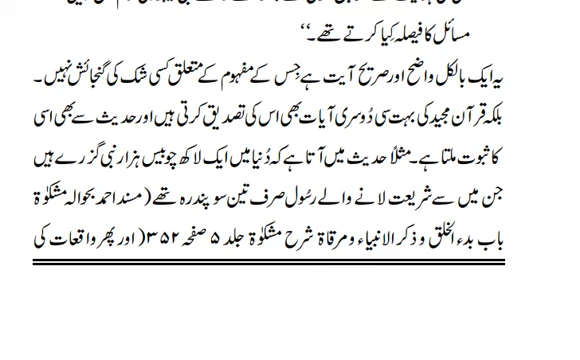 مسائل کا فیصلہ کیا کرتے تھے۔‘‘
یہ ایک بالکل واضح اور صریح آیت ہے جس کے مفہوم کے متعلق کسی شک کی گنجائش نہیں۔
بلکہ قرآن مجید کی بہت سی دُوسری آیات بھی اس کی تصدیق کرتی ہیں اور حدیث سے بھی اسی
کا ثبوت ملتا ہے۔ مثلاً حدیث میں آتا ہے کہ دُنیا میں ایک لاکھ چوبیس ہزار نبی گزرے ہیں
جن میں سے شریعت لانے والے رسُول صرف تین سو پندرہ تھے (مسند احمد بحوالہ مشکوٰۃ
باب بدء الخلق و ذکر الانبیاء و مرقاۃ شرح مشکوٰۃ جلد ۵ صفحہ ۳۵۲) اور پھر واقعات کی